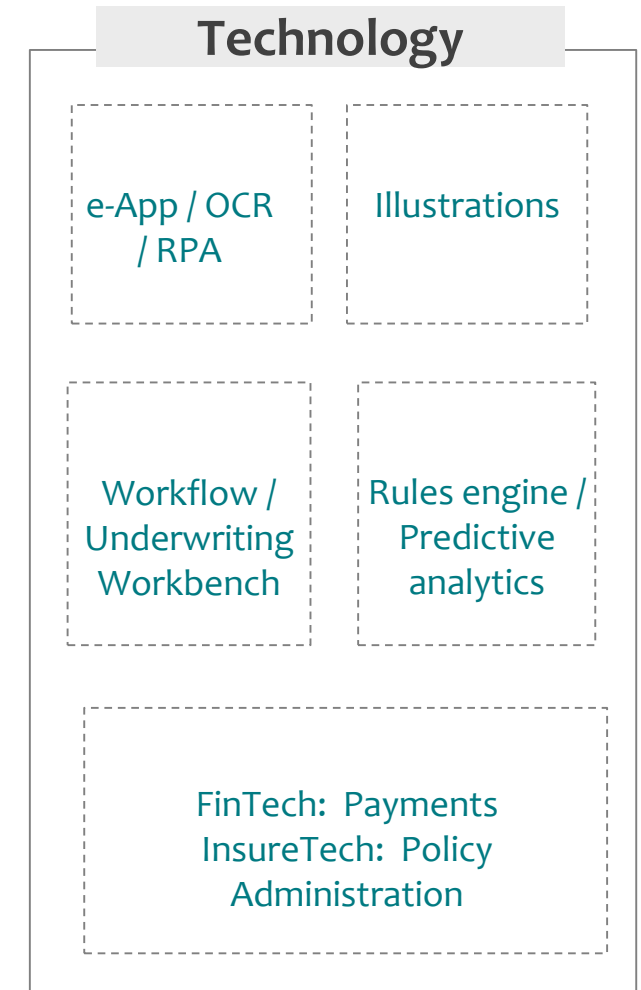 Technology
e-App / OCR
/ RPA
Illustrations
Workflow /
Underwriting
Workbench
Rules engine /
Predictive
analytics
FinTech:  Payments
InsureTech:  Policy
Administration